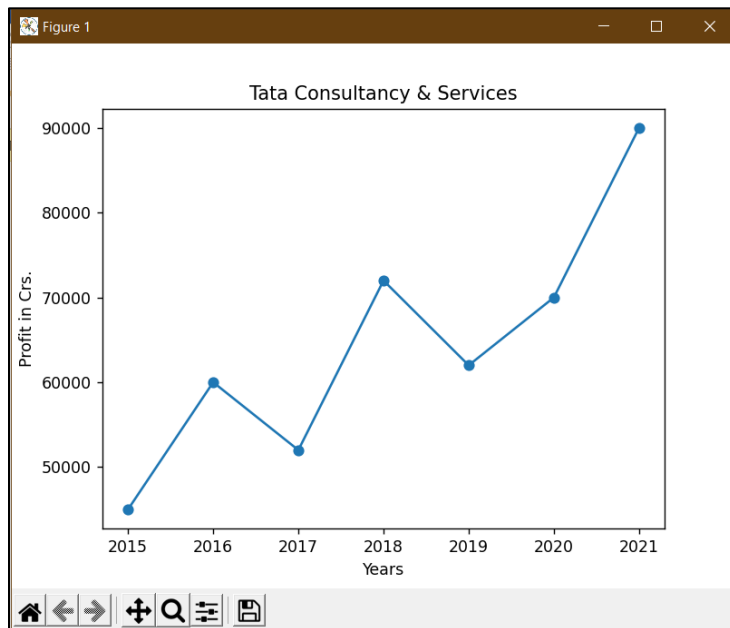 Figure 1
Tata Consultancy & Services
90000
80000
70000
60000
50000
Profit in Crs.
2015 2016 2017 2018 2019 2020 2021
Years